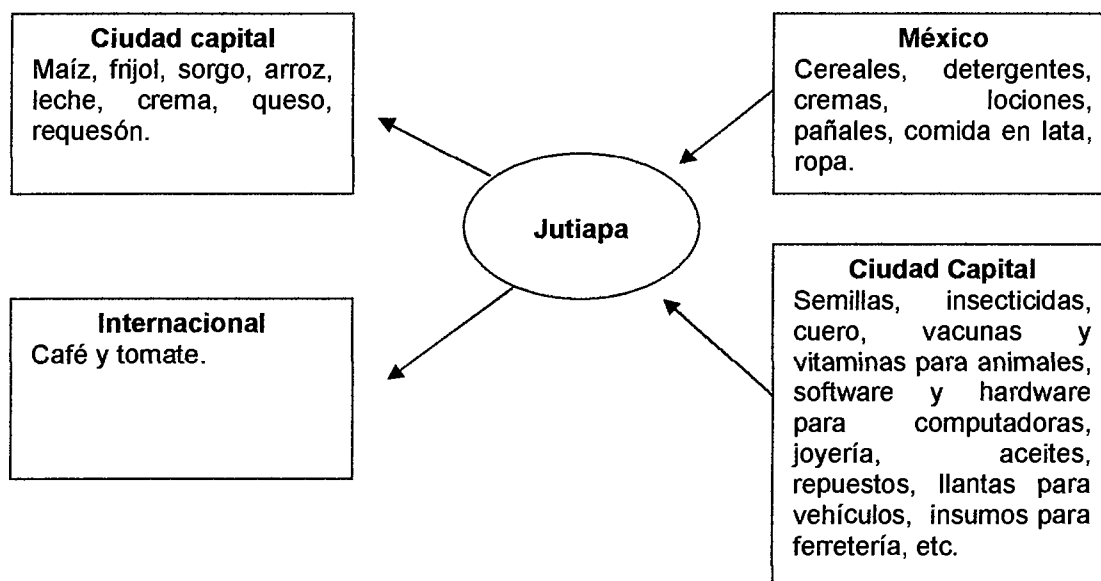 Ciudad capital
Maíz, frijol, sorgo, arroz,
leche, crema, queso,
requesón.
México
Cereales, detergentes,
cremas, lociones,
pañales, comida en lata,
ropa.
Jutiapa
Internacional
Café y tomate.
Ciudad Capital
Semillas, insecticidas,
cuero, vacunas y
vitaminas para animales,
software y hardware
para computadoras,
joyería, aceites,
repuestos, llantas para
vehículos, insumos para
ferretería, etc.